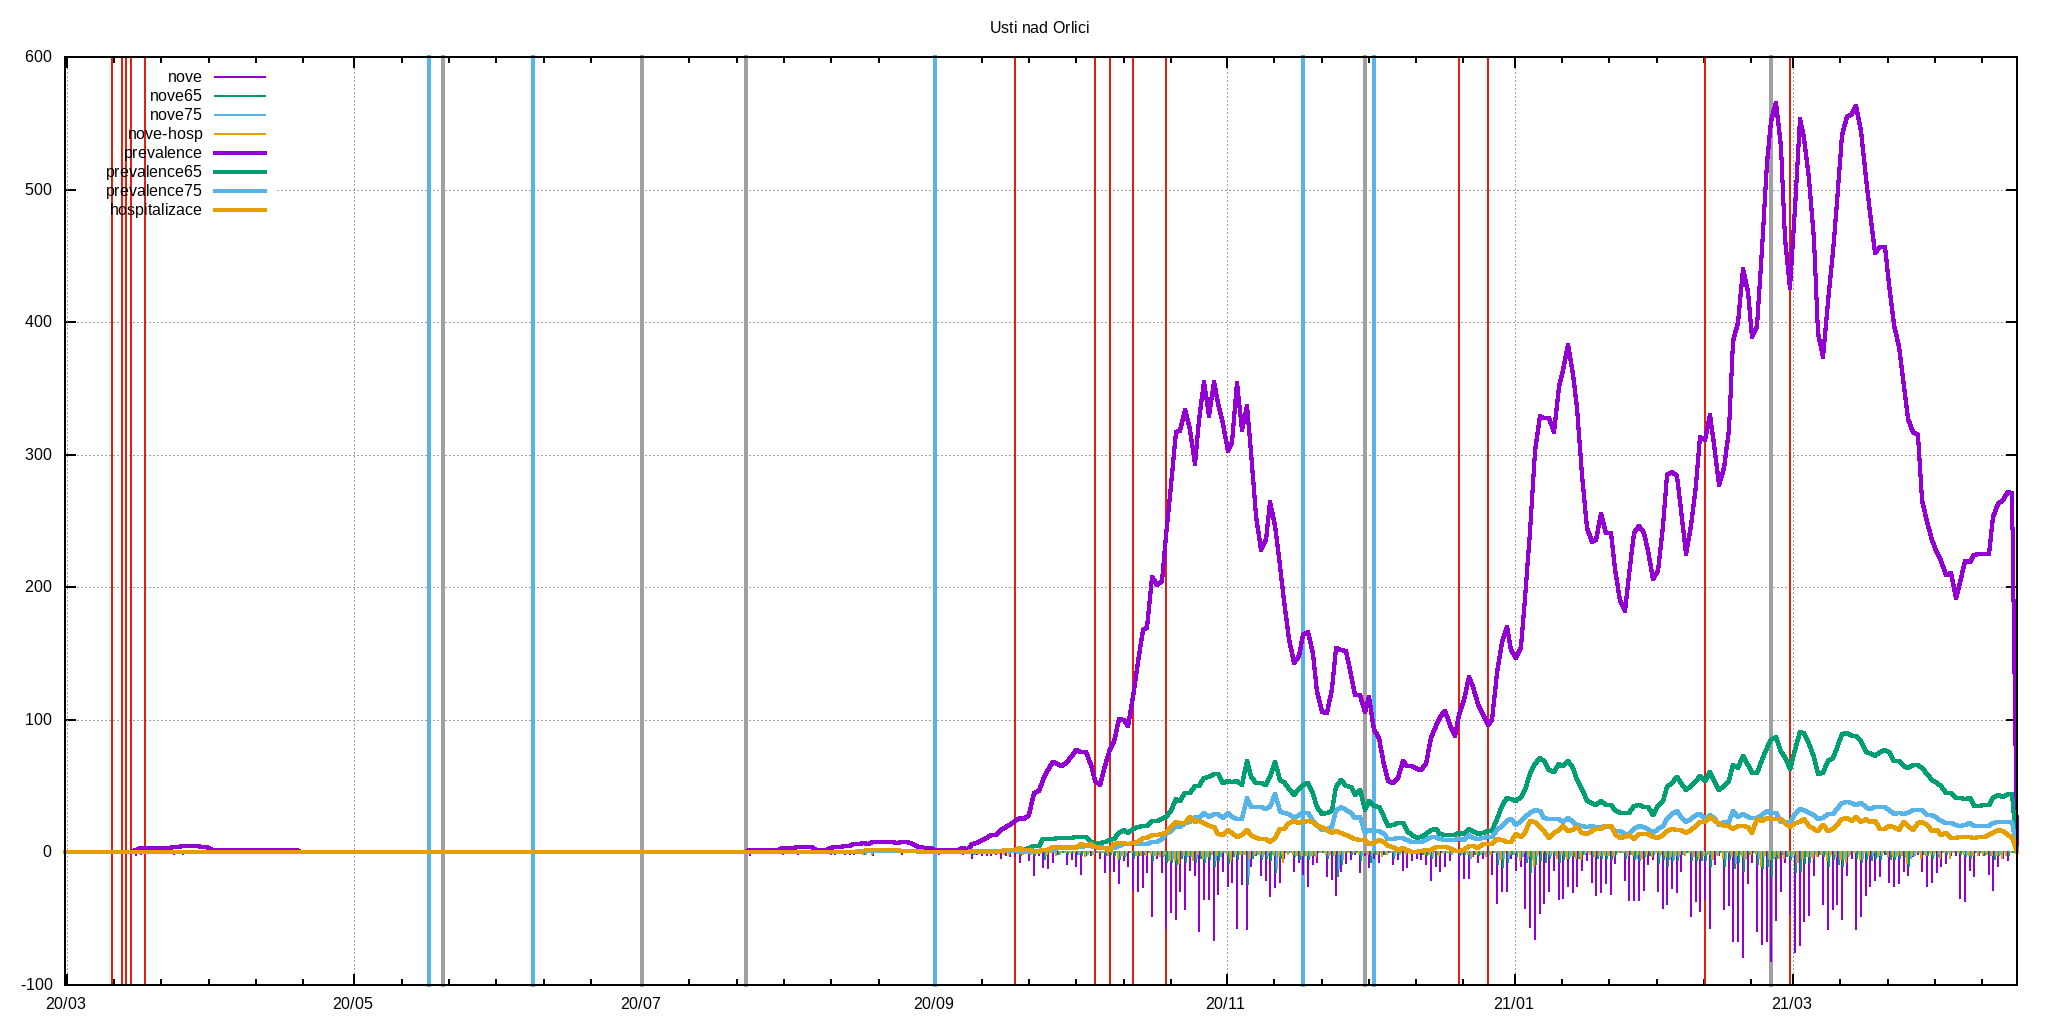 Usti nad Orlici
600
500
400
300
200
100
0
-100
nove
nove65
nove75
nove-hosp
prevalence
prevalence65
prevalence75
hospitalizace
20/03 20/05 20/07 20/09 20/11 21/01 21/03